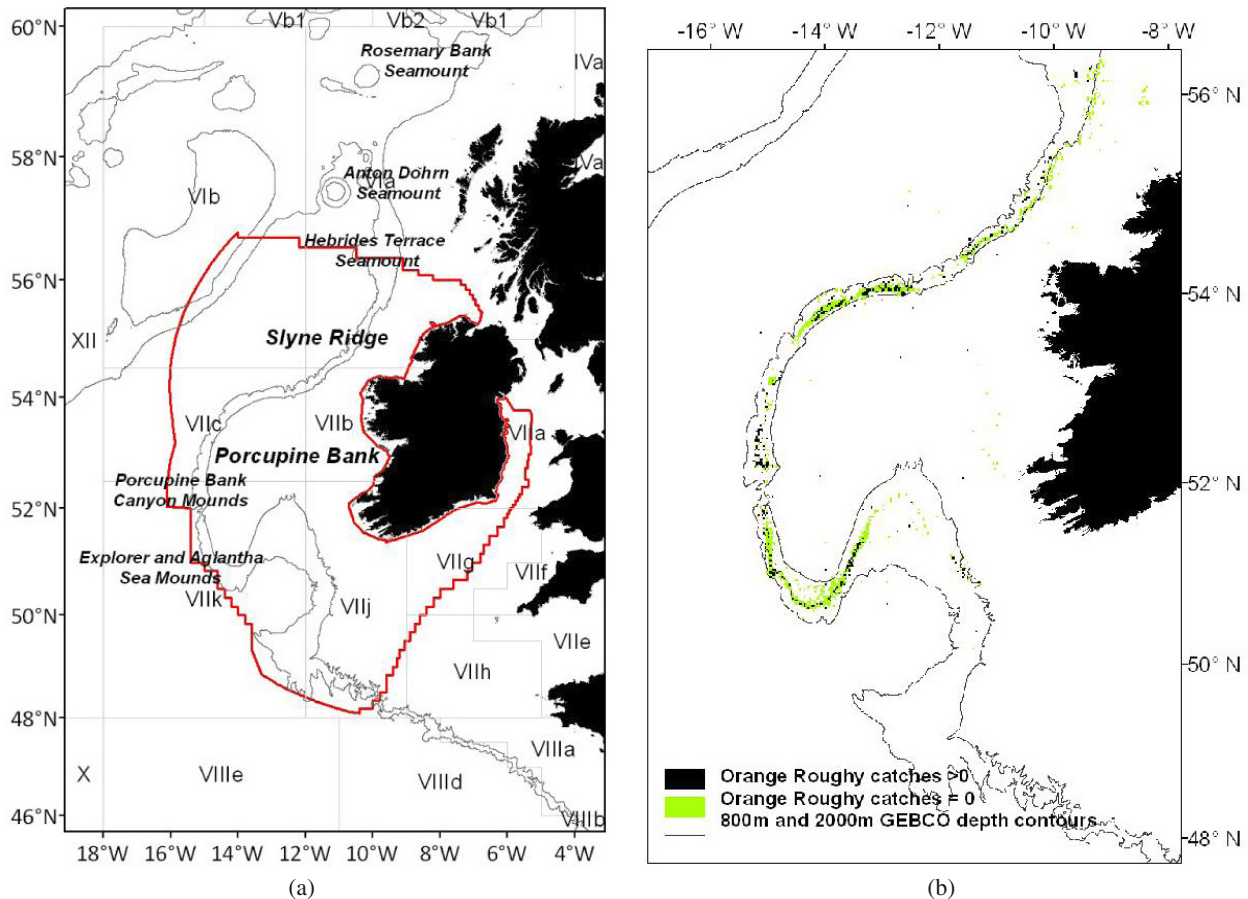 60°N
Vb1
Vb2
Vb1
Rosemary Bank
Seamount
IVa
58°N
Anton Dohrn
Seamount
VIa
IVa
VIb
Hebrides Terrace
Seamount
56°N
XII
Slyne Ridge
54°N
VIIc
VIIb
VIIa
Porcupine Bank
Porcupine Bank
Canyon Mounds
52°N
Explorer and Aglantha
Sea Mounds
VIIg
VIIf
VIIk
VIIj
50°N
VIIe
VIIh
48°N
VIIIa
X
VIIIe
VIIId
46°N
VIIIb
18°W 16°W 14°W 12°W 10°W 8°W 6°W 4°W
(a)
-16°W -14°W -12°W -10°W -8°W
56°N
54°N
52°N
50°N
48°N
Orange Roughy catches >0
Orange Roughy catches = 0
800m and 2000m GEBCO depth contours
(b)